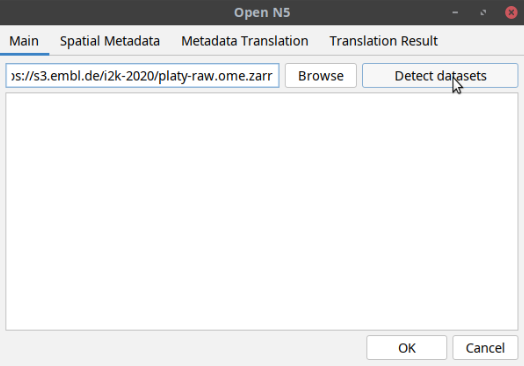 Open N5
Main Spatial Metadata Metadata Translation Translation Result
s://s3.embl.de/i2k-2020/platy-raw.ome.zarr Browse Detect datasets
OK Cancel